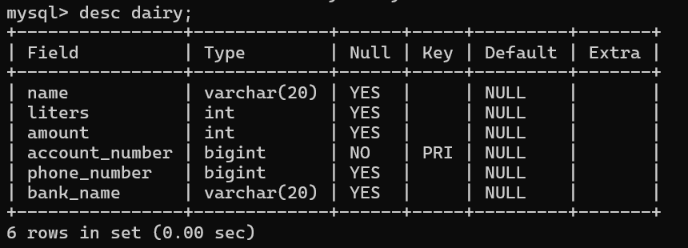 mysql> desc dairy;
+----------------+-------------+------+-----+---------+-------+
| Field          | Type        | Null | Key | Default | Extra |
+----------------+-------------+------+-----+---------+-------+
| name           | varchar(20) | YES  |     | NULL    |       |
| liters         | int         | YES  |     | NULL    |       |
| amount         | int         | YES  |     | NULL    |       |
| account_number | bigint      | NO   | PRI | NULL    |       |
| phone_number   | bigint      | YES  |     | NULL    |       |
| bank_name      | varchar(20) | YES  |     | NULL    |       |
+----------------+-------------+------+-----+---------+-------+
6 rows in set (0.00 sec)